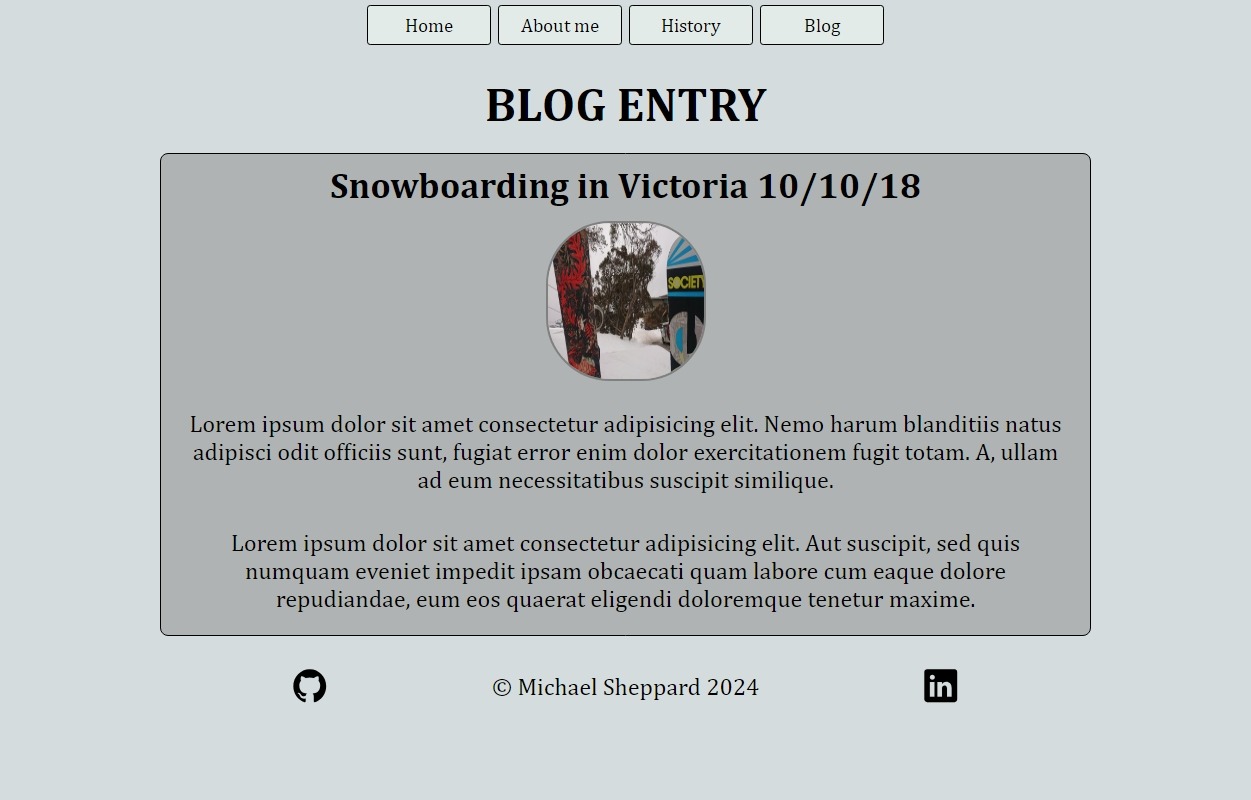 Home
About me
History
Blog
BLOG ENTRY
Snowboarding in Victoria 10/10/18
SOCIETY
Lorem ipsum dolor sit amet consectetur adipisicing elit. Nemo harum blanditiis natus
adipisci odit officiis sunt, fugiat error enim dolor exercitationem fugit totam. A, ullam
ad eum necessitatibus suscipit similique.
Lorem ipsum dolor sit amet consectetur adipisicing elit. Aut suscipit, sed quis
numquam eveniet impedit ipsam obcaecati quam labore cum eaque dolore
repudiandae, eum eos quaerat eligendi doloremque tenetur maxime.
© Michael Sheppard 2024
in